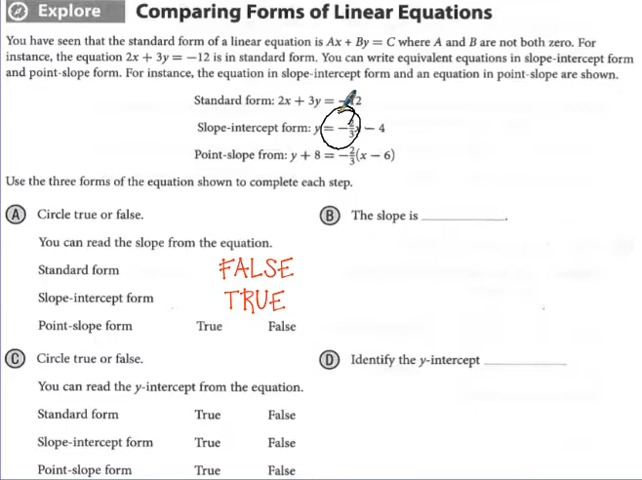 Explore Comparing Forms of Linear Equations
You have seen that the standard form of a linear equation is Ax + By = C where A and B are not both zero. For
instance, the equation 2x + 3y = −12 is in standard form. You can write equivalent equations in slope-intercept form
and point-slope form. For instance, the equation in slope-intercept form and an equation in point-slope are shown.
Standard form: 2x + 3y = −12
Slope-intercept form: y = −2/3x − 4
Point-slope from: y + 8 = −2/3(x − 6)
Use the three forms of the equation shown to complete each step.
A Circle true or false.
You can read the slope from the equation.
Standard form FALSE
Slope-intercept form TRUE
Point-slope form True False
B The slope is ____________.
C Circle true or false.
You can read the y-intercept from the equation.
Standard form True False
Slope-intercept form True False
Point-slope form True False
D Identify the y-intercept ____________